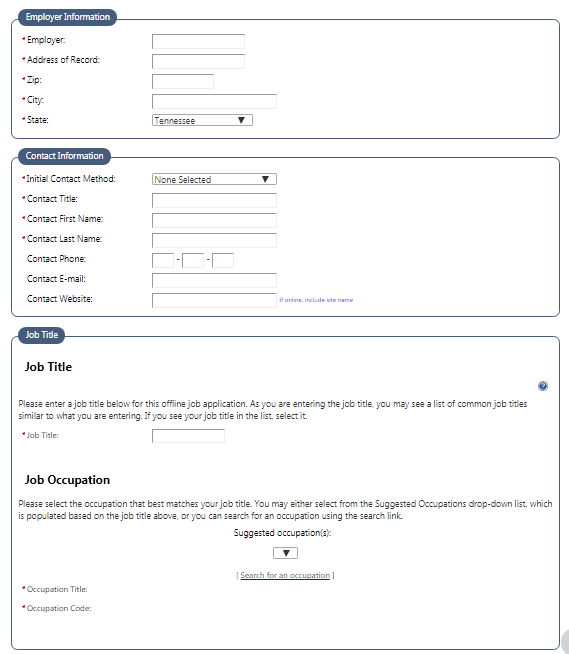 Employer Information
* Employer:
* Address of Record:
* Zip:
* City:
* State: Tennessee
Contact Information
* Initial Contact Method: None Selected
* Contact Title:
* Contact First Name:
* Contact Last Name:
Contact Phone: - -
Contact E-mail:
Contact Website: If online, include site name
Job Title
Job Title
Please enter a job title below for this offline job application. As you are entering the job title, you may see a list of common job titles
similar to what you are entering. If you see your job title in the list, select it.
* Job Title:
Job Occupation
Please select the occupation that best matches your job title. You may either select from the Suggested Occupations drop-down list, which
is populated based on the job title above, or you can search for an occupation using the search link.
Suggested occupation(s):
[ Search for an occupation ]
* Occupation Title:
* Occupation Code: